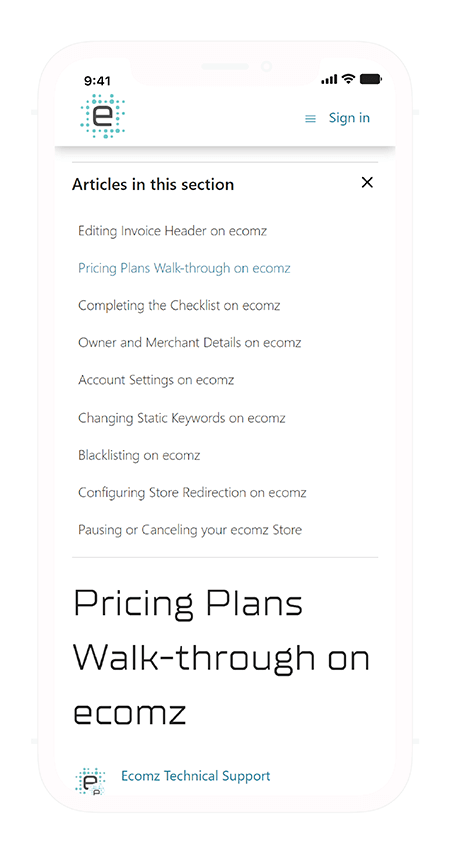 9:41
e
Sign in
Articles in this section
Editing Invoice Header on ecomz
Pricing Plans Walk-through on ecomz
Completing the Checklist on ecomz
Owner and Merchant Details on ecomz
Account Settings on ecomz
Changing Static Keywords on ecomz
Blacklisting on ecomz
Configuring Store Redirection on ecomz
Pausing or Canceling your ecomz Store
Pricing Plans
Walk-through on
ecomz
e
e
Ecomz Technical Support